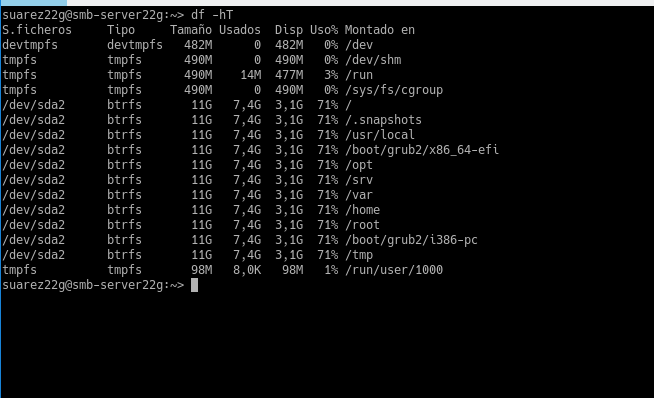 suarez22g@smb-server22g:~> df -hT
S.ficheros Tipo Tamaño Usados Disp Uso% Montado en
devtmpfs devtmpfs 482M 0 482M 0% /dev
tmpfs tmpfs 490M 0 490M 0% /dev/shm
tmpfs tmpfs 490M 14M 477M 3% /run
tmpfs tmpfs 490M 0 490M 0% /sys/fs/cgroup
/dev/sda2 btrfs 11G 7,4G 3,1G 71% /
/dev/sda2 btrfs 11G 7,4G 3,1G 71% /.snapshots
/dev/sda2 btrfs 11G 7,4G 3,1G 71% /usr/local
/dev/sda2 btrfs 11G 7,4G 3,1G 71% /boot/grub2/x86_64-efi
/dev/sda2 btrfs 11G 7,4G 3,1G 71% /opt
/dev/sda2 btrfs 11G 7,4G 3,1G 71% /srv
/dev/sda2 btrfs 11G 7,4G 3,1G 71% /var
/dev/sda2 btrfs 11G 7,4G 3,1G 71% /home
/dev/sda2 btrfs 11G 7,4G 3,1G 71% /root
/dev/sda2 btrfs 11G 7,4G 3,1G 71% /boot/grub2/i386-pc
/dev/sda2 btrfs 11G 7,4G 3,1G 71% /tmp
tmpfs tmpfs 98M 8,0K 98M 1% /run/user/1000
suarez22g@smb-server22g:~>